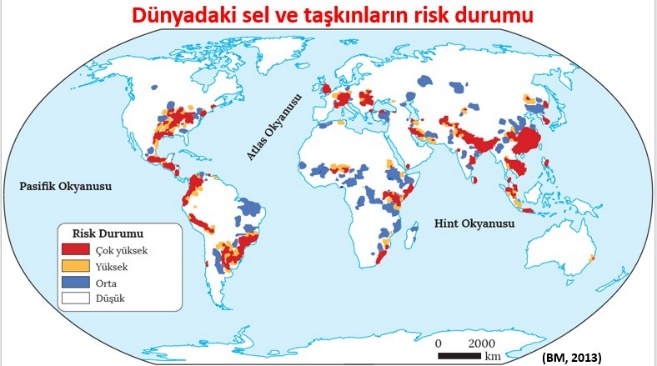 Dünyadaki sel ve taşkınların risk durumu
Atlas Okyanusu
Pasifik Okyanusu
Hint Okyanusu
Risk Durumu
Çok yüksek
Yüksek
Orta
Düşük
0 2000
km
(BM, 2013)